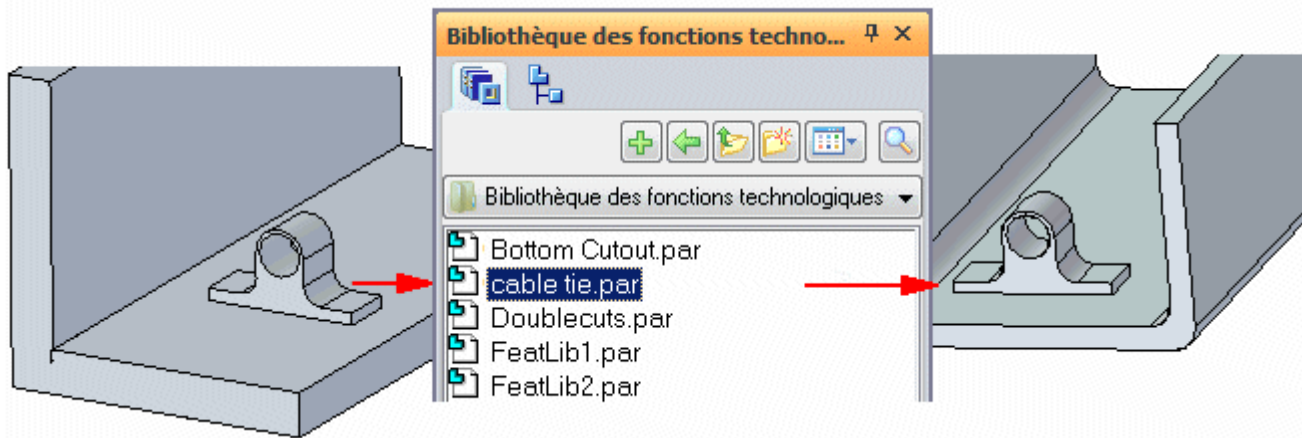 Bibliothèque des fonctions techno...
Bibliothèque des fonctions technologiques
Bottom Cutout.par
cable tie.par
Doublecuts.par
FeatLib1.par
FeatLib2.par